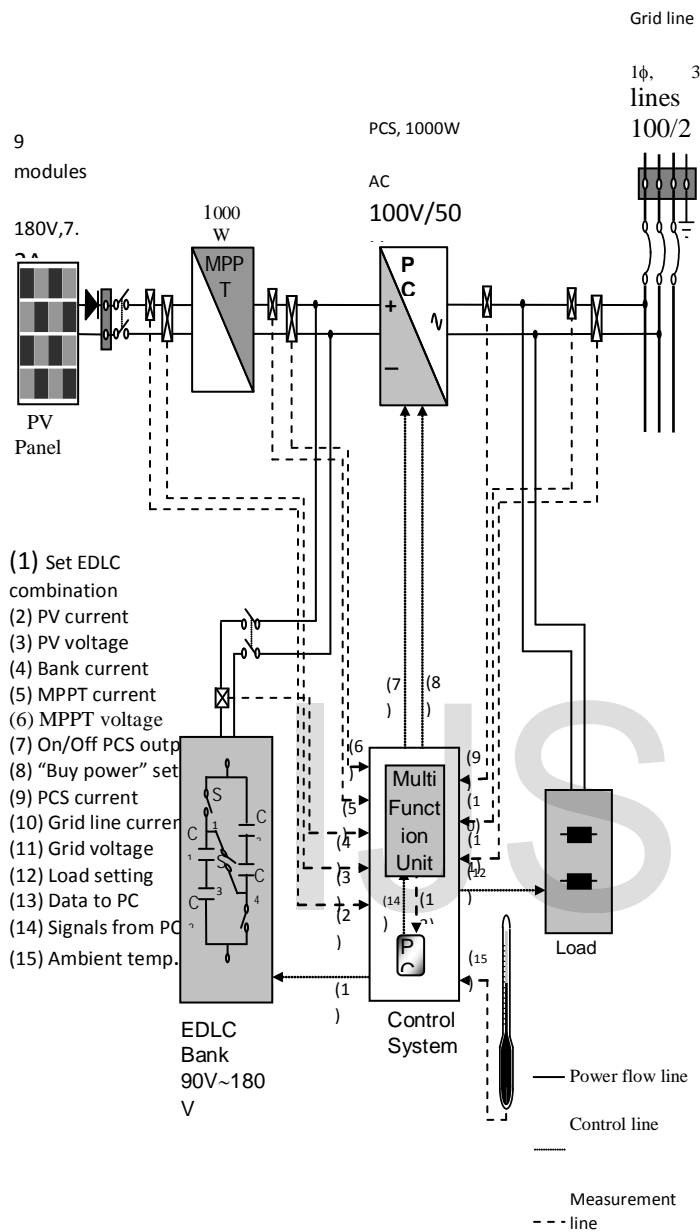 Grid line
1ϕ, 3
lines
100/2
PCS, 1000W
AC
100V/50
9
modules
180V,7.
1000
W
MPP
T
P
C
+
−
PV
Panel
(1) Set EDLC
combination
(2) PV current
(3) PV voltage
(4) Bank current
(5) MPPT current
(6) MPPT voltage
(7) On/Off PCS outp
(8) “Buy power” set
(9) PCS current
(10) Grid line curren
(11) Grid voltage
(12) Load setting
(13) Data to PC
(14) Signals from PC
(15) Ambient temp.
(7
)
(8
)
(6
)
(5
)
(4
)
(3
)
(2
)
(1
)
(9
)
(1
0)
(1
1)
(12
)
(14
)
(1
(15
)
Multi
Funct
ion
Unit
P
C
S
C
1
S
C
C
3
C
4
IJS
Load
EDLC
Bank
90V~180
V
Control
System
Power flow line
Control line
Measurement
line